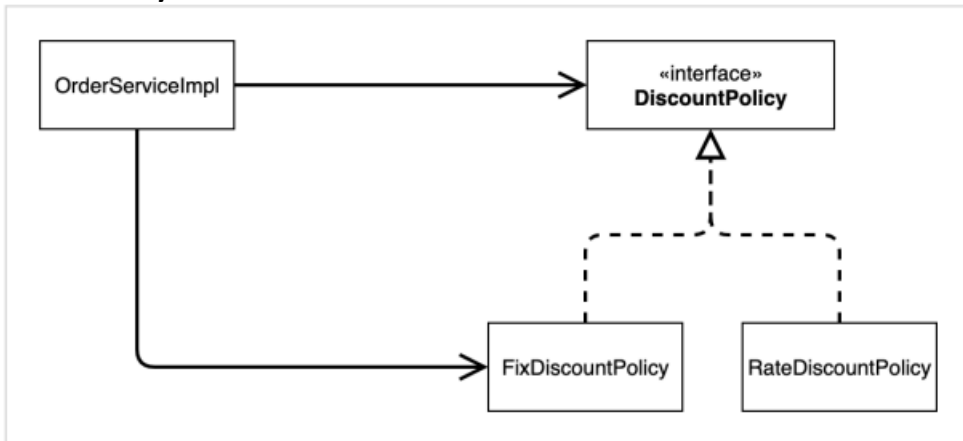 OrderServiceImpl
«interface»
DiscountPolicy
FixDiscountPolicy
RateDiscountPolicy